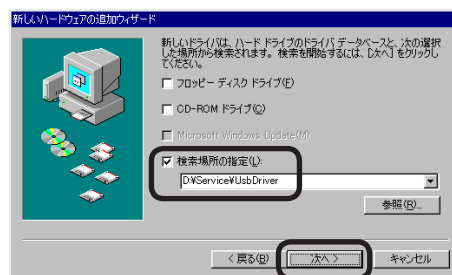 新しいハードウェアの追加ウィザード
新しいドライバは、ハード ドライブのドライバ データベースと、次の選択
した場所から検索されます。検索を開始するには、[次へ] をクリックし
てください。
フロッピー ディスク ドライブ(F)
CD-ROM ドライブ(C)
Microsoft Windows Update(M)
検索場所の指定(L):
D:¥Service¥UsbDriver
参照(R)...
< 戻る(B)
次へ >
キャンセル